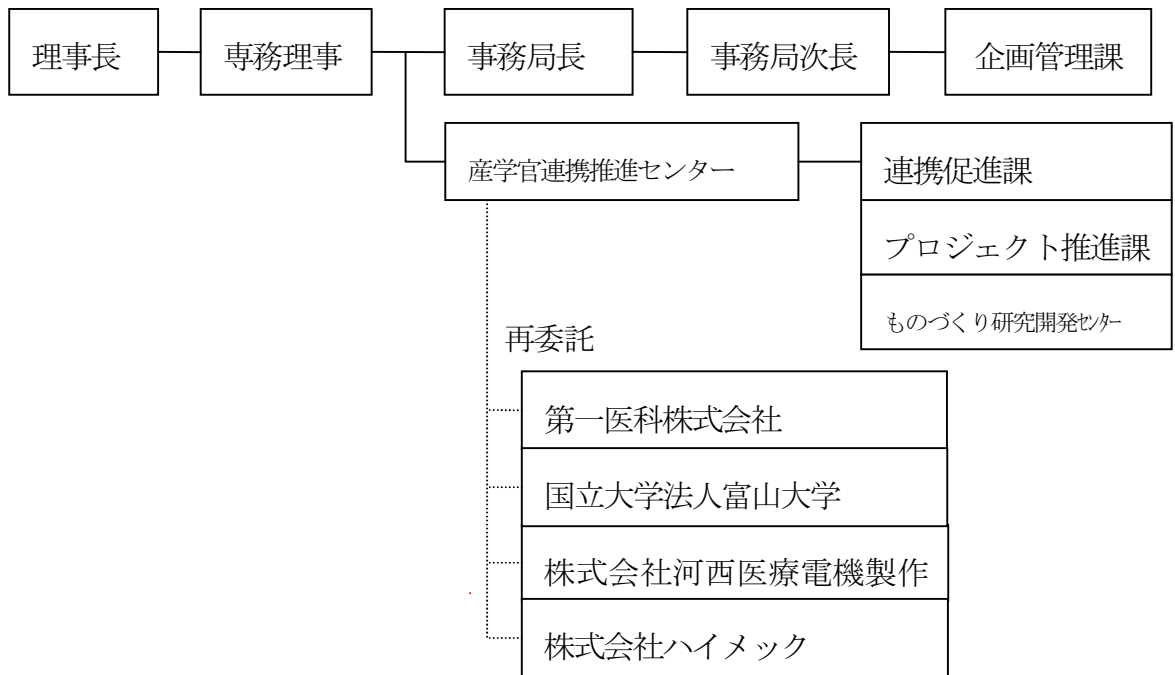 理事長
専務理事
事務局長
事務局次長
企画管理課
産学官連携推進センター
連携促進課
プロジェクト推進課
ものづくり研究開発ｾﾝﾀｰ
再委託
第一医科株式会社
国立大学法人富山大学
株式会社河西医療電機製作
株式会社ハイメック